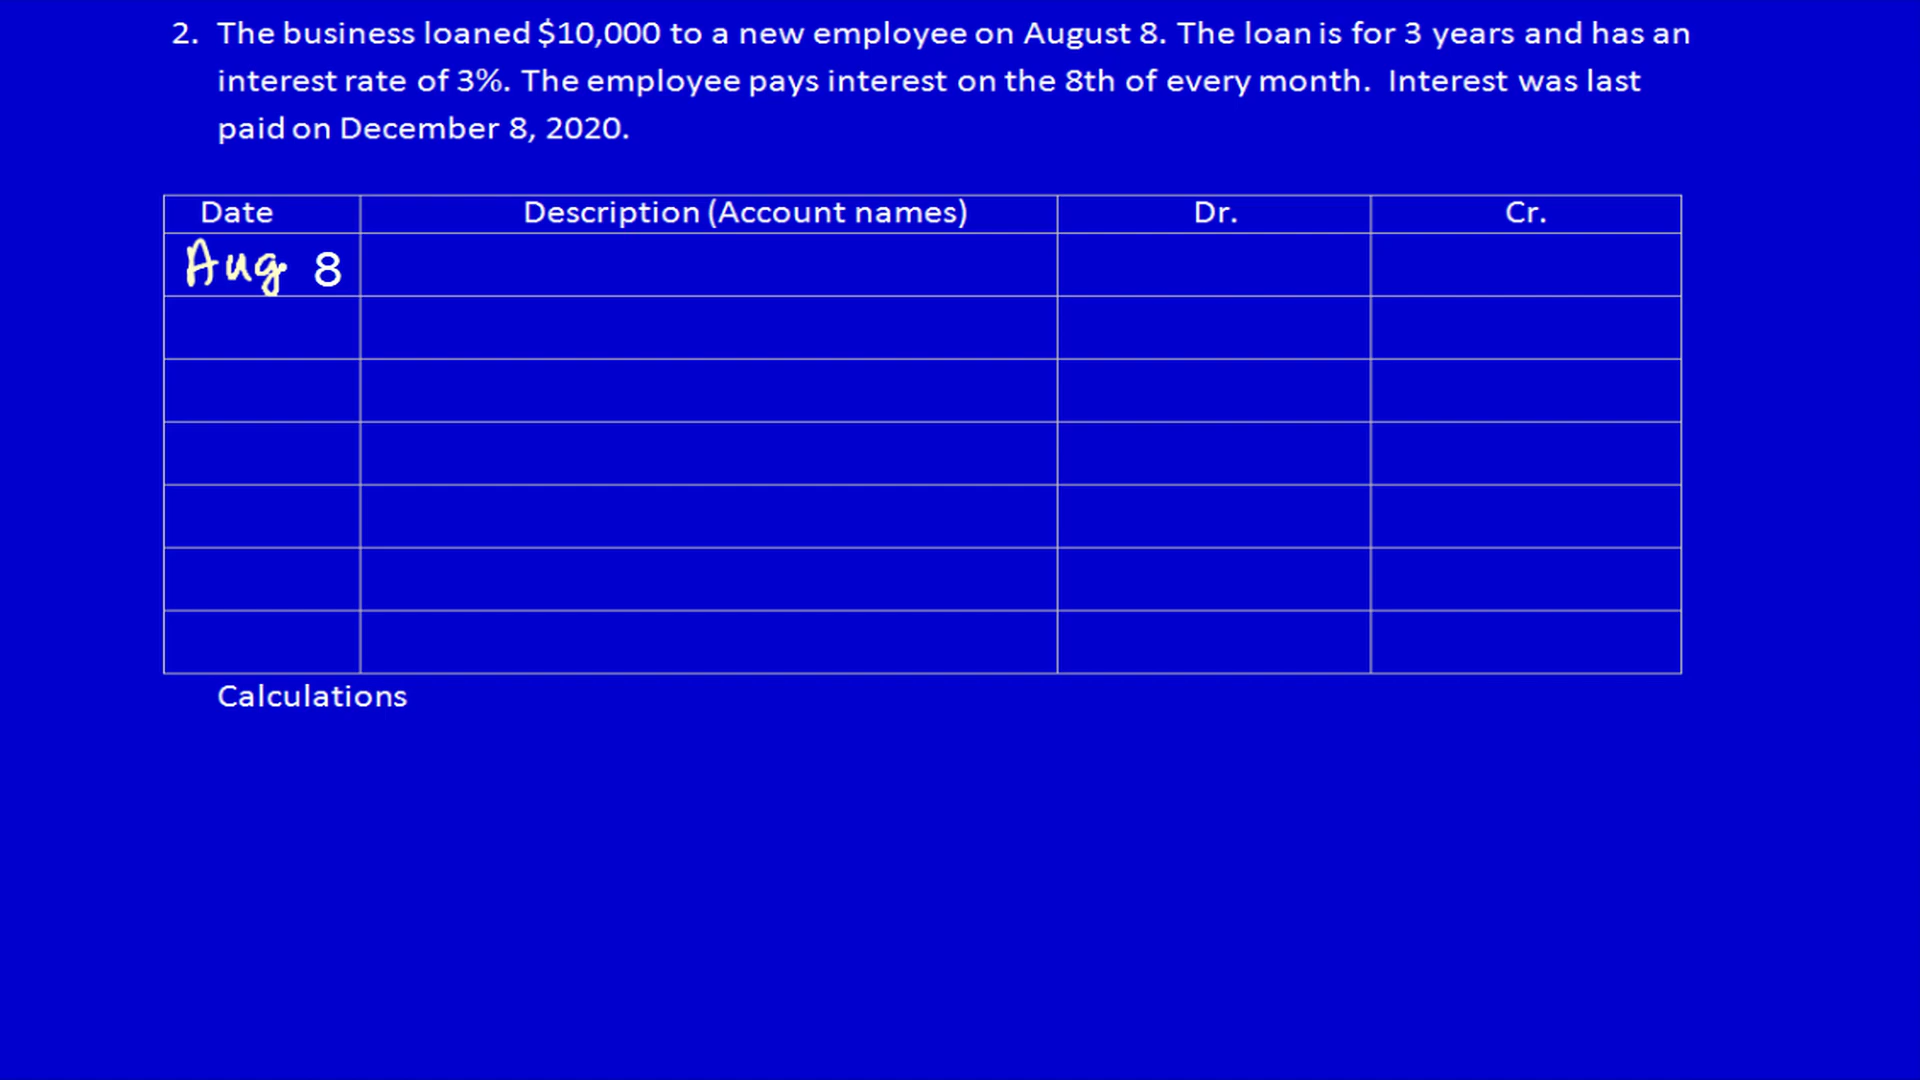 2. The business loaned $10,000 to a new employee on August 8. The loan is for 3 years and has an
interest rate of 3%. The employee pays interest on the 8th of every month. Interest was last
paid on December 8, 2020.
Date Description (Account names) Dr. Cr.
Aug 8
Calculations